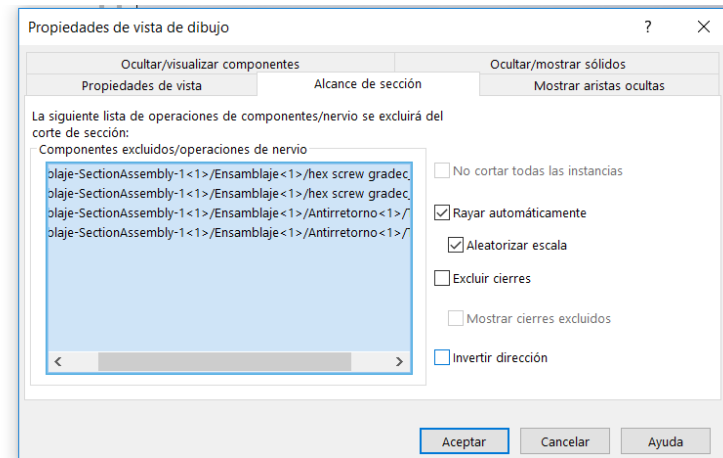 Propiedades de vista de dibujo
?
Ocultar/visualizar componentes
Ocultar/mostrar sólidos
Propiedades de vista
Alcance de sección
Mostrar aristas ocultas
La siguiente lista de operaciones de componentes/nervio se excluirá del
corte de sección:
Componentes excluidos/operaciones de nervio
blaje-SectionAssembly-1<1>/Ensamblaje<1>/hex screw gradec_
blaje-SectionAssembly-1<1>/Ensamblaje<1>/hex screw gradec_
blaje-SectionAssembly-1<1>/Ensamblaje<1>/Antirretorno<1>/
blaje-SectionAssembly-1<1>/Ensamblaje<1>/Antirretorno<1>/
No cortar todas las instancias
Rayar automáticamente
Aleatorizar escala
Excluir cierres
Mostrar cierres excluidos
Invertir dirección
Aceptar
Cancelar
Ayuda